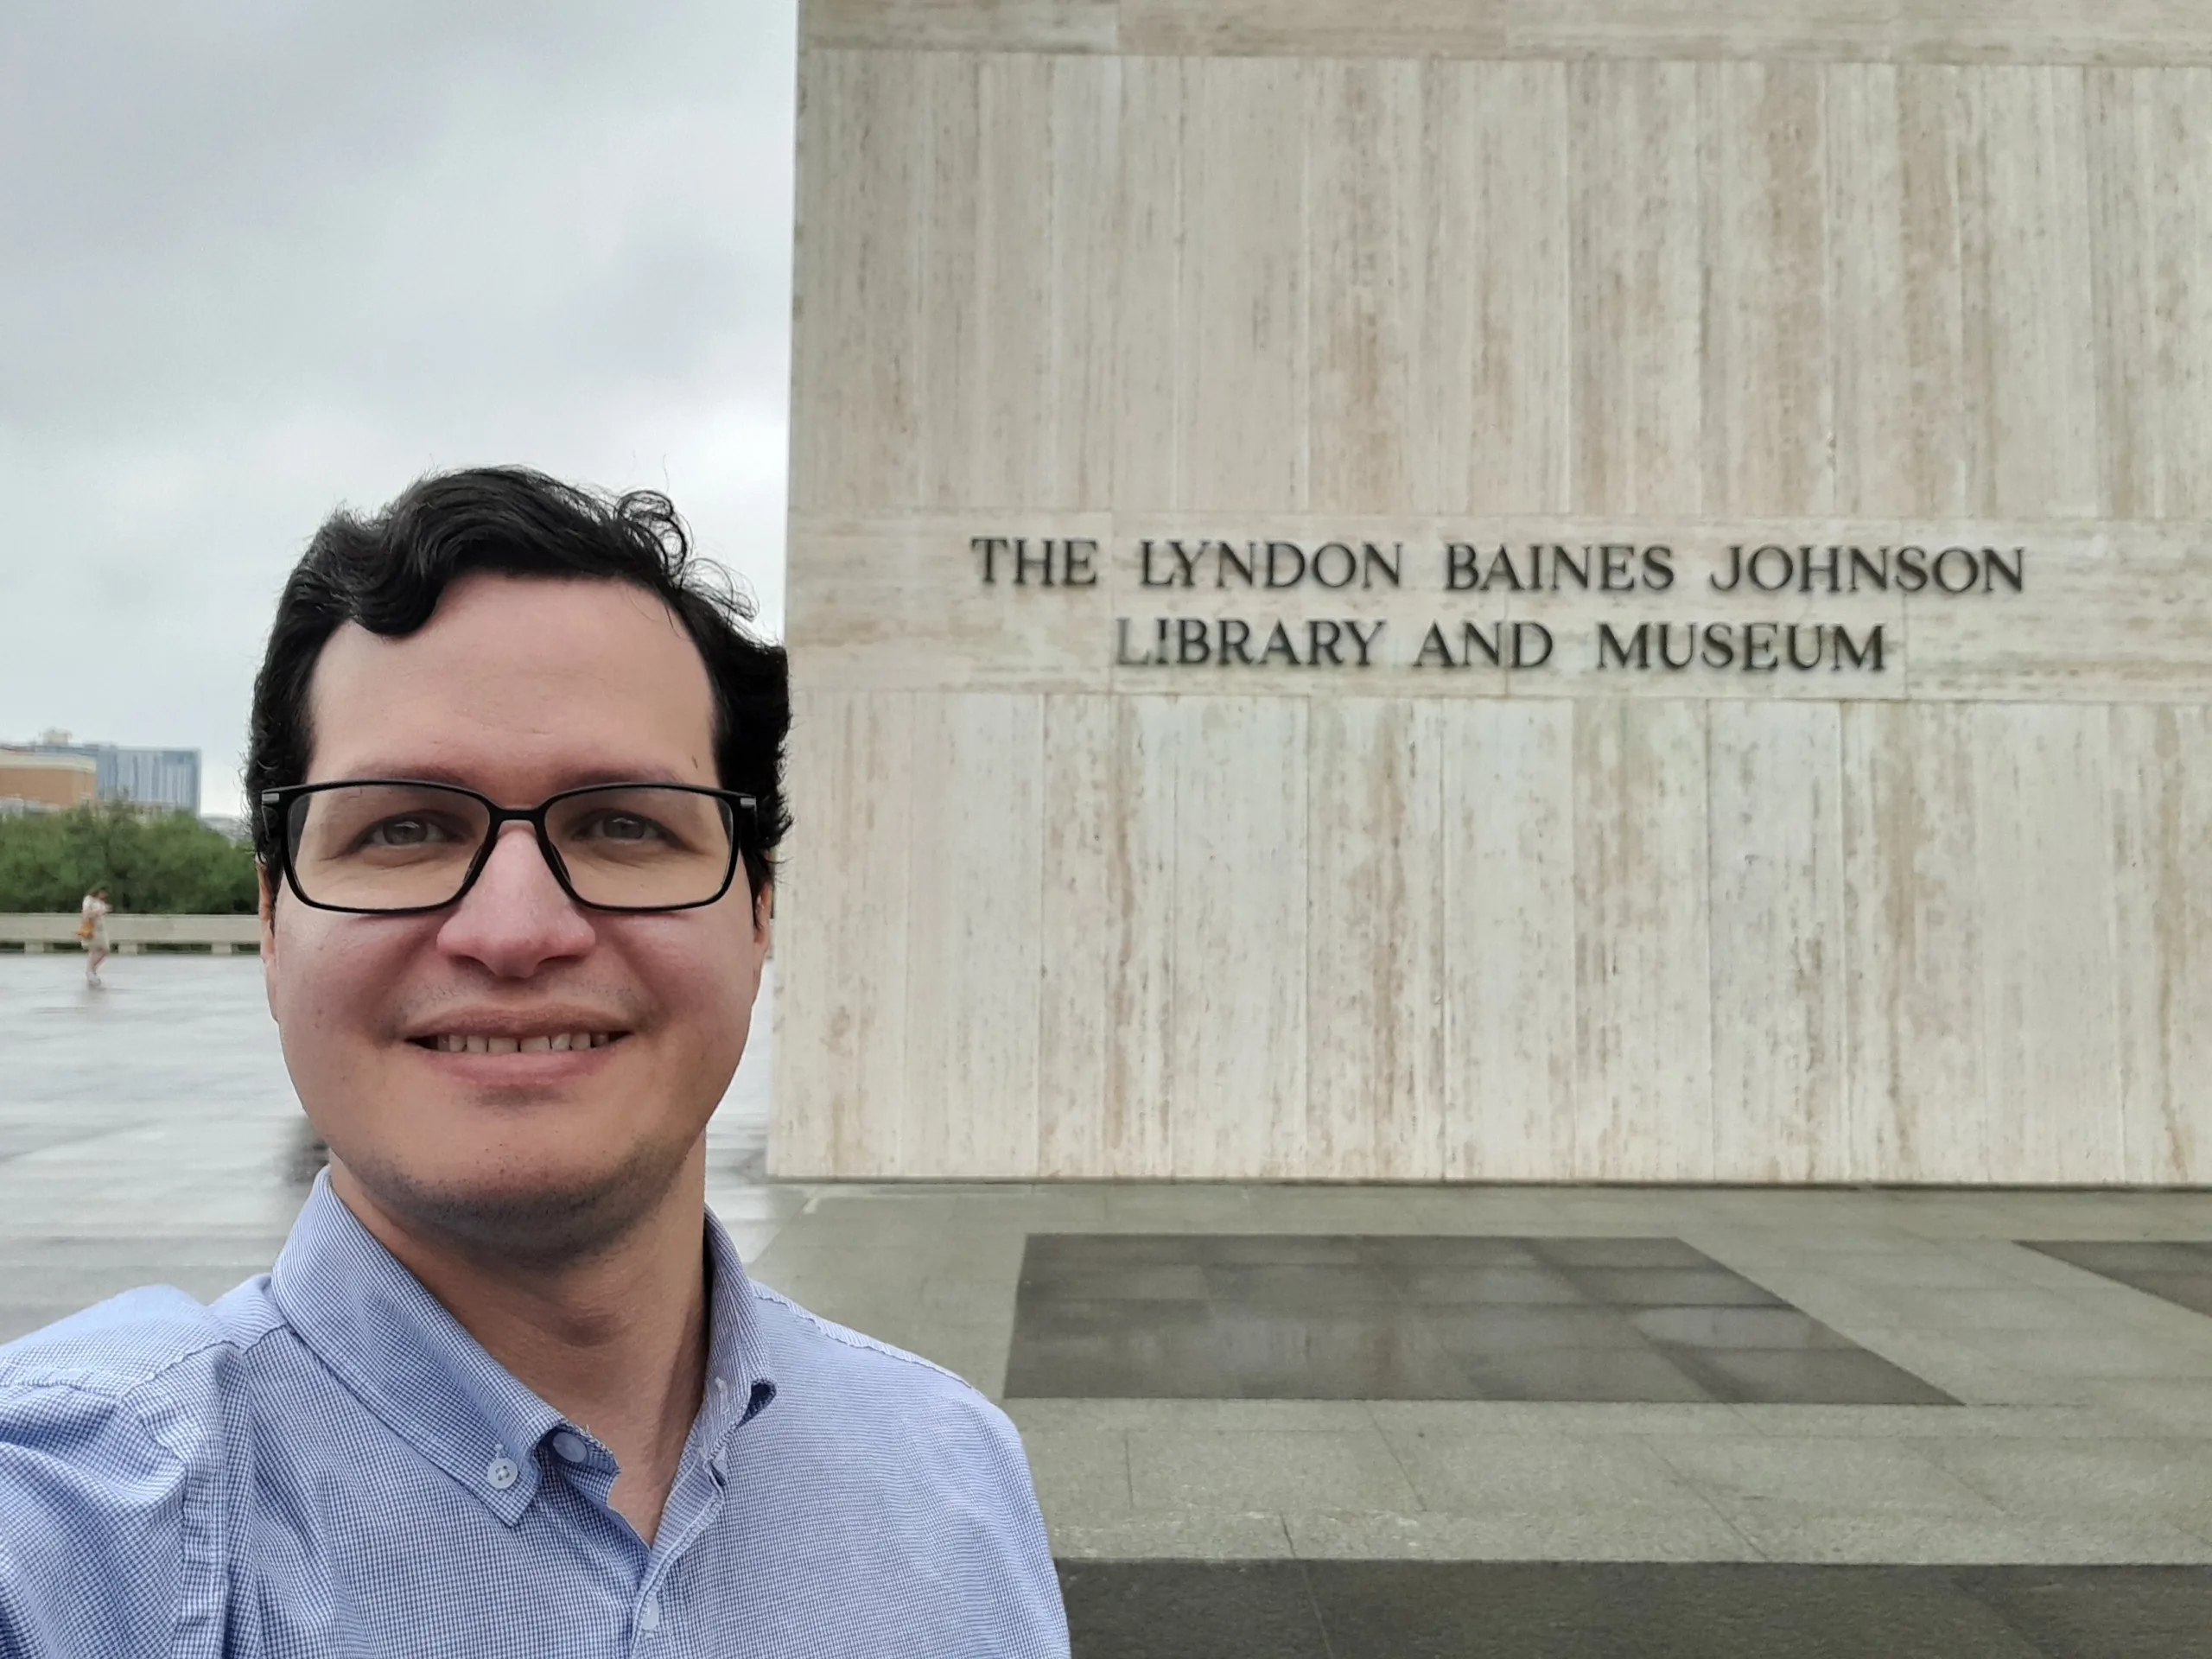 THE LYNDON BAINES JOHNSON
LIBRARY AND MUSEUM